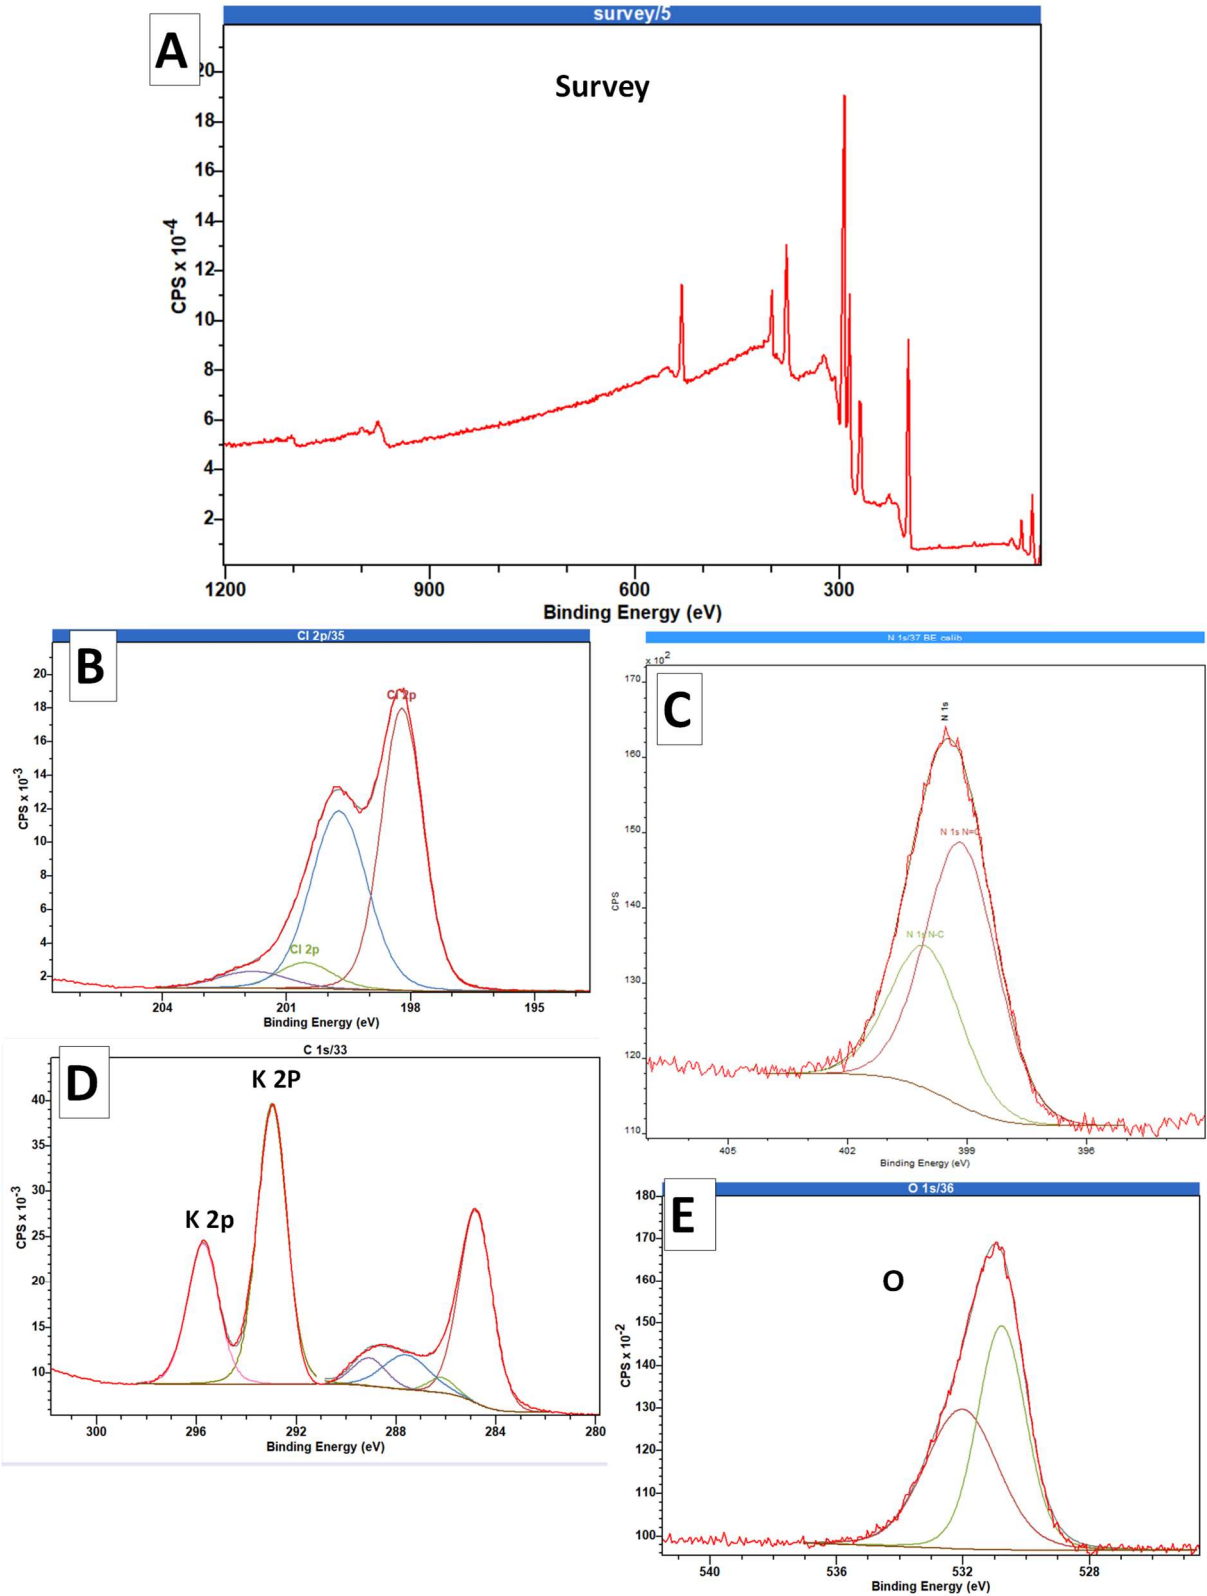 survey/5
A
Survey
20
18
16
14
12
10
8
6
4
2
CPS x 10-4
1200 900 600 300
Binding Energy (eV)
Cl 2p/35
B
Cl 2p
20
18
16
14
12
10
8
6
4
2
CPS x 10-3
Cl 2p
204 201 198 195
Binding Energy (eV)
N 1s/37 BE calib
x 102
C
N 1s
170
160
150
140
130
120
110
CPS
N 1s N=C
N 1s N-C
405 402 399 396
Binding Energy (eV)
C 1s/33
D
K 2P
K 2p
40
35
30
25
20
15
10
CPS x 10-3
300 296 292 288 284 280
Binding Energy (eV)
O 1s/36
E
O
180
170
160
150
140
130
120
110
100
CPS x 10-2
540 536 532 528
Binding Energy (eV)